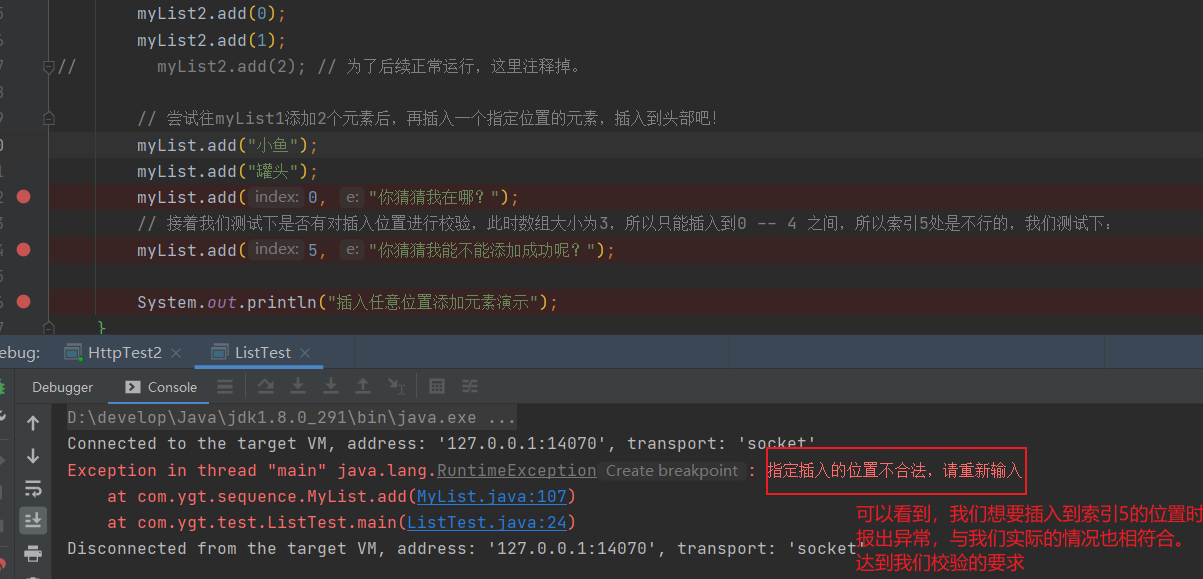 myList2.add(0);
myList2.add(1);
// myList2.add(2); // 为了后续正常运行，这里注释掉。
// 尝试往myList1添加2个元素后，再插入一个指定位置的元素，插入到头部吧！
myList.add("小鱼");
myList.add("罐头");
myList.add( index: 0, e: "你猜猜我在哪？");
// 接着我们测试下是否有对插入位置进行校验，此时数组大小为3，所以只能插入到0 -- 4 之间，所以索引5处是不行的，我们测试下：
myList.add( index: 5, e: "你猜猜我能不能添加成功呢？");
System.out.println("插入任意位置添加元素演示");
}
ebug: HttpTest2 ListTest
Debugger Console
D:\develop\Java\jdk1.8.0_291\bin\java.exe ...
Connected to the target VM, address: '127.0.0.1:14070', transport: 'socket'
Exception in thread "main" java.lang.RuntimeException Create breakpoint : 指定插入的位置不合法，请重新输入
at com.ygt.sequence.MyList.add(MyList.java:107)
at com.ygt.test.ListTest.main(ListTest.java:24)
Disconnected from the target VM, address: '127.0.0.1:14070', transport: 'socket'
可以看到，我们想要插入到索引5的位置时
报出异常，与我们实际的情况也相符合。
达到我们校验的要求